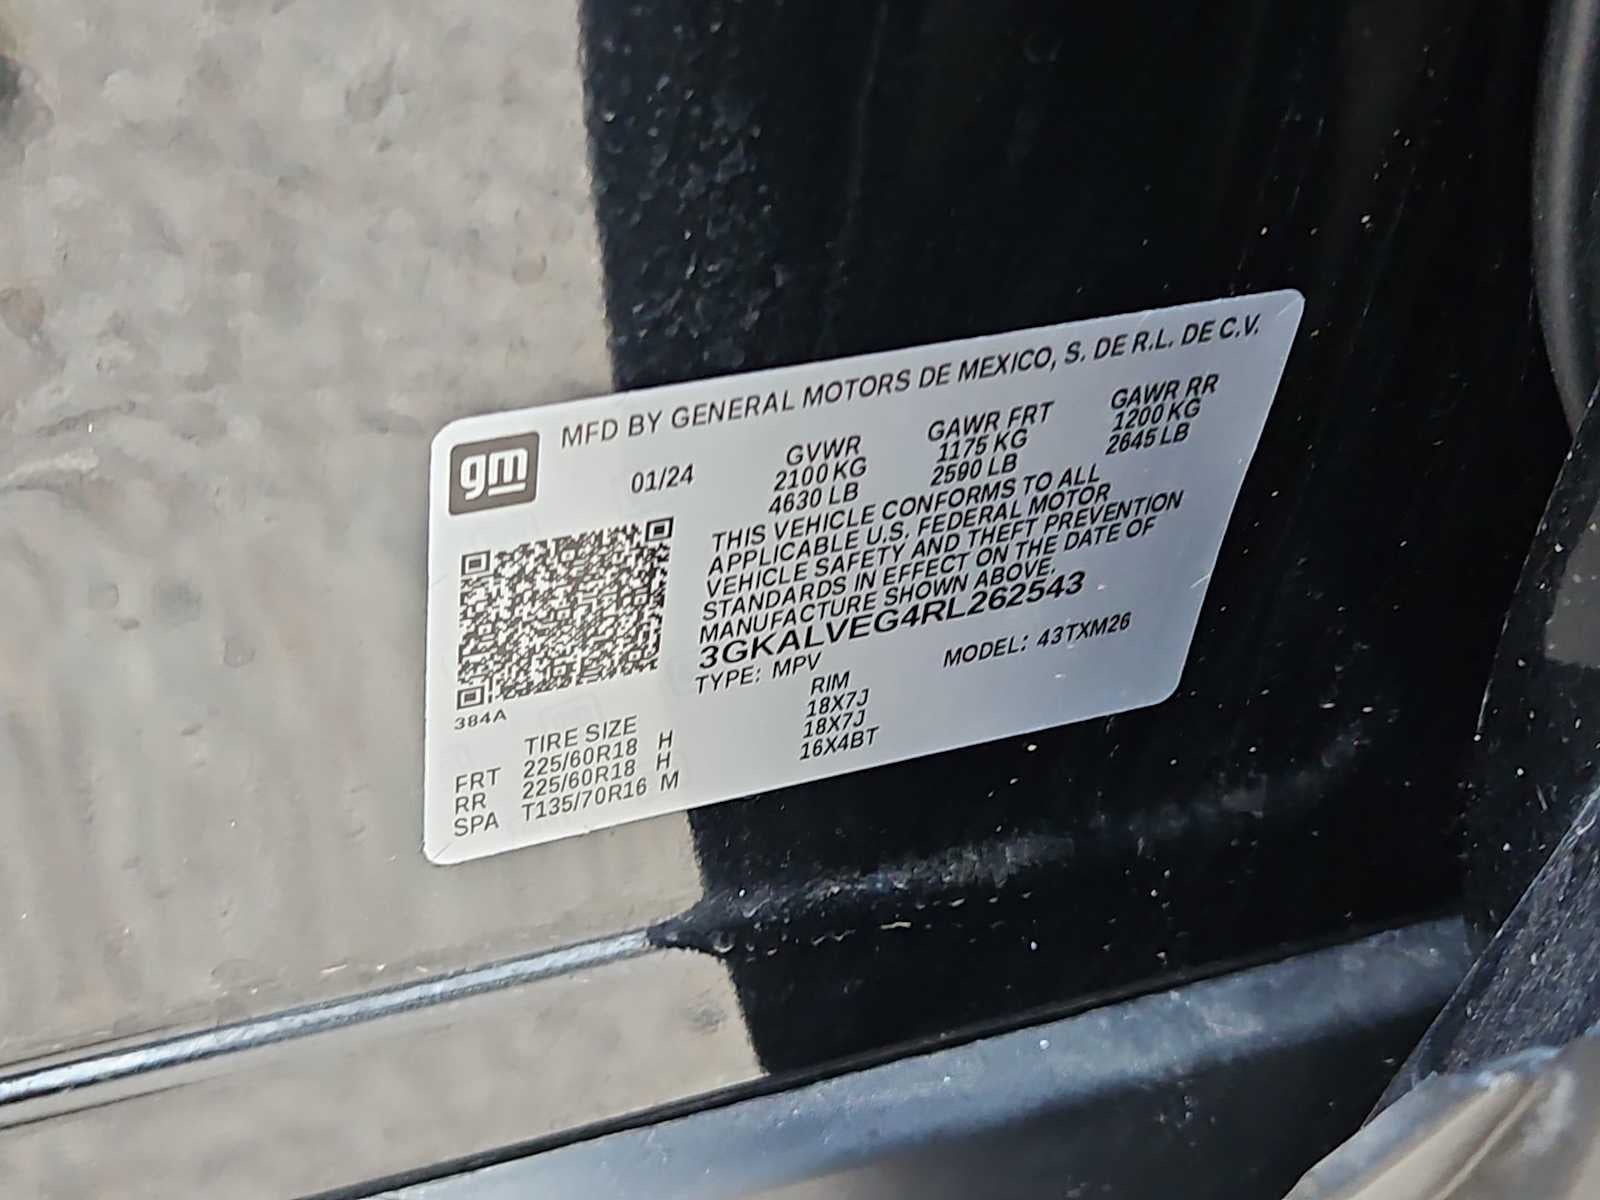 MFD BY GENERAL MOTORS DE MEXICO, S. DE R.L. DE C.V.
gm
01/24
GVWR GAWR FRT GAWR RR
2100 KG 1175 KG 1200 KG
4630 LB 2590 LB 2645 LB
THIS VEHICLE CONFORMS TO ALL
APPLICABLE U.S. FEDERAL MOTOR
VEHICLE SAFETY AND THEFT PREVENTION
STANDARDS IN EFFECT ON THE DATE OF
MANUFACTURE SHOWN ABOVE.
3GKALVEG4RL262543
TYPE: MPV MODEL: 43TXM26
384A
TIRE SIZE RIM
FRT 225/60R18 H 18X7J
RR 225/60R18 H 18X7J
SPA T135/70R16 M 16X4BT